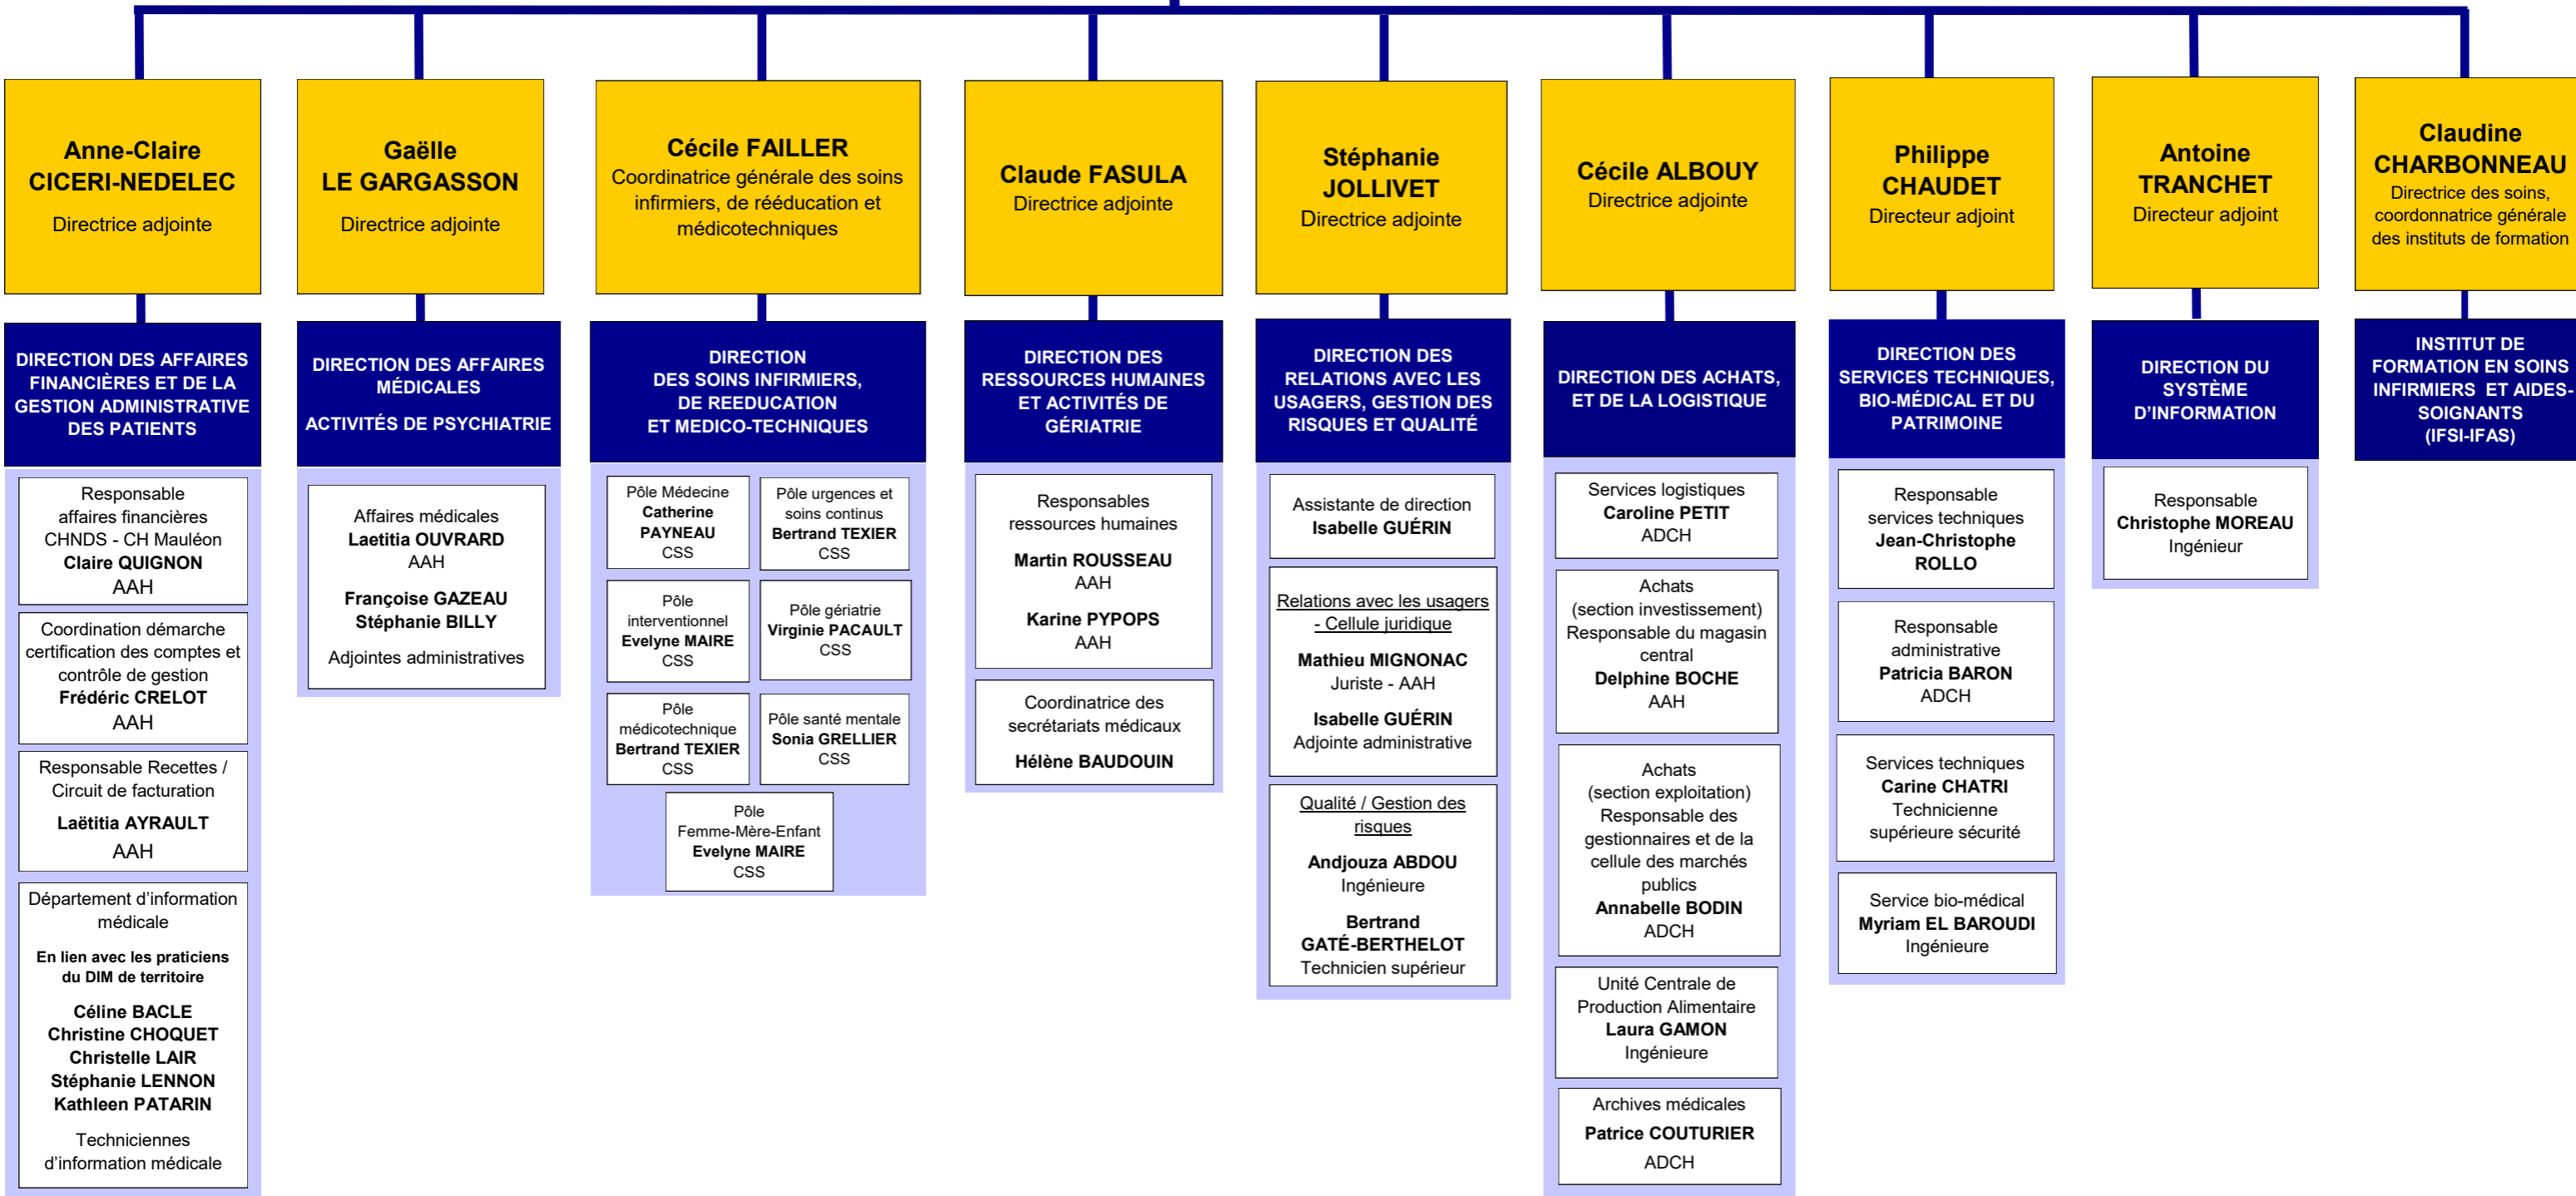 Anne-Claire
CICERI-NEDELEC
Directrice adjointe
DIRECTION DES AFFAIRES
FINANCIÈRES ET DE LA
GESTION ADMINISTRATIVE
DES PATIENTS
Responsable
affaires financières
CHNDS - CH Mauléon
Claire QUIGNON
AAH
Coordination démarche
certification des comptes et
contrôle de gestion
Frédéric CRELOT
AAH
Responsable Recettes /
Circuit de facturation
Laëtitia AYRAULT
AAH
Département d’information
médicale
En lien avec les praticiens
du DIM de territoire
Céline BACLE
Christine CHOQUET
Christelle LAIR
Stéphanie LENNON
Kathleen PATARIN
Techniciennes
d’information médicale
Gaëlle
LE GARGASSON
Directrice adjointe
DIRECTION DES AFFAIRES
MÉDICALES
ACTIVITÉS DE PSYCHIATRIE
Affaires médicales
Laetitia OUVRARD
AAH
Françoise GAZEAU
Stéphanie BILLY
Adjointes administratives
Cécile FAILLER
Coordinatrice générale des soins
infirmiers, de rééducation et
médicotechniques
DIRECTION
DES SOINS INFIRMIERS,
DE REEDUCATION
ET MEDICO-TECHNIQUES
Pôle Médecine
Catherine
PAYNEAU
CSS
Pôle urgences et
soins continus
Bertrand TEXIER
CSS
Pôle
interventionnel
Evelyne MAIRE
CSS
Pôle gériatrie
Virginie PACAULT
CSS
Pôle
médicotechnique
Bertrand TEXIER
CSS
Pôle santé mentale
Sonia GRELLIER
CSS
Pôle
Femme-Mère-Enfant
Evelyne MAIRE
CSS
Claude FASULA
Directrice adjointe
DIRECTION DES
RESSOURCES HUMAINES
ET ACTIVITÉS DE
GÉRIATRIE
Responsables
ressources humaines
Martin ROUSSEAU
AAH
Karine PYPOPS
AAH
Coordinatrice des
secrétariats médicaux
Hélène BAUDOUIN
Stéphanie
JOLLIVET
Directrice adjointe
DIRECTION DES
RELATIONS AVEC LES
USAGERS, GESTION DES
RISQUES ET QUALITÉ
Assistante de direction
Isabelle GUÉRIN
Relations avec les usagers
- Cellule juridique
Mathieu MIGNONAC
Juriste - AAH
Isabelle GUÉRIN
Adjointe administrative
Qualité / Gestion des
risques
Andjouza ABDOU
Ingénieure
Bertrand
GATÉ-BERTHELOT
Technicien supérieur
Cécile ALBOUY
Directrice adjointe
DIRECTION DES ACHATS,
ET DE LA LOGISTIQUE
Services logistiques
Caroline PETIT
ADCH
Achats
(section investissement)
Responsable du magasin
central
Delphine BOCHE
AAH
Achats
(section exploitation)
Responsable des
gestionnaires et de la
cellule des marchés
publics
Annabelle BODIN
ADCH
Unité Centrale de
Production Alimentaire
Laura GAMON
Ingénieure
Archives médicales
Patrice COUTURIER
ADCH
Philippe
CHAUDET
Directeur adjoint
DIRECTION DES
SERVICES TECHNIQUES,
BIO-MÉDICAL ET DU
PATRIMOINE
Responsable
services techniques
Jean-Christophe
ROLLO
Responsable
administrative
Patricia BARON
ADCH
Services techniques
Carine CHATRI
Technicienne
supérieure sécurité
Service bio-médical
Myriam EL BAROUDI
Ingénieure
Antoine
TRANCHET
Directeur adjoint
DIRECTION DU
SYSTÈME
D’INFORMATION
Responsable
Christophe MOREAU
Ingénieur
Claudine
CHARBONNEAU
Directrice des soins,
coordonnatrice générale
des instituts de formation
INSTITUT DE
FORMATION EN SOINS
INFIRMIERS ET AIDES-
SOIGNANTS
(IFSI-IFAS)